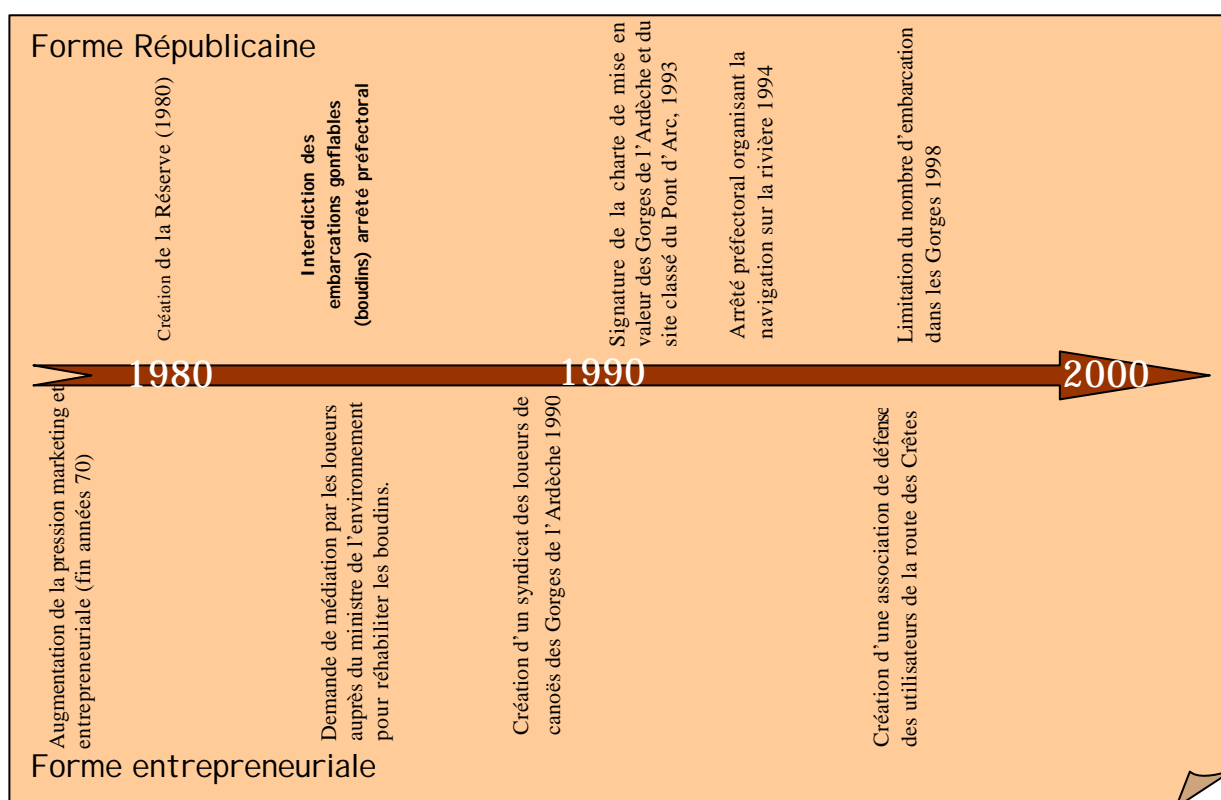 Forme Républicaine
Création de la Réserve (1980)
Interdiction des
embarcations gonflables
(boudins) arrêté préfectoral
Signature de la charte de mise en
valeur des Gorges de l'Ardèche et du
site classé du Pont d'Arc, 1993
Arrêté préfectoral organisant la
navigation sur la rivière 1994
Limitation du nombre d'embarcation
dans les Gorges 1998
1980
1990
2000
Augmentation de la pression marketing et
entrepreneuriale (fin années 70)
Demande de médiation par les loueurs
auprès du ministre de l'environnement
pour réhabiliter les boudins.
Création d'un syndicat des loueurs de
canoës des Gorges de l'Ardèche 1990
Création d'une association de défense
des utilisateurs de la route des Crêtes
Forme entrepreneuriale